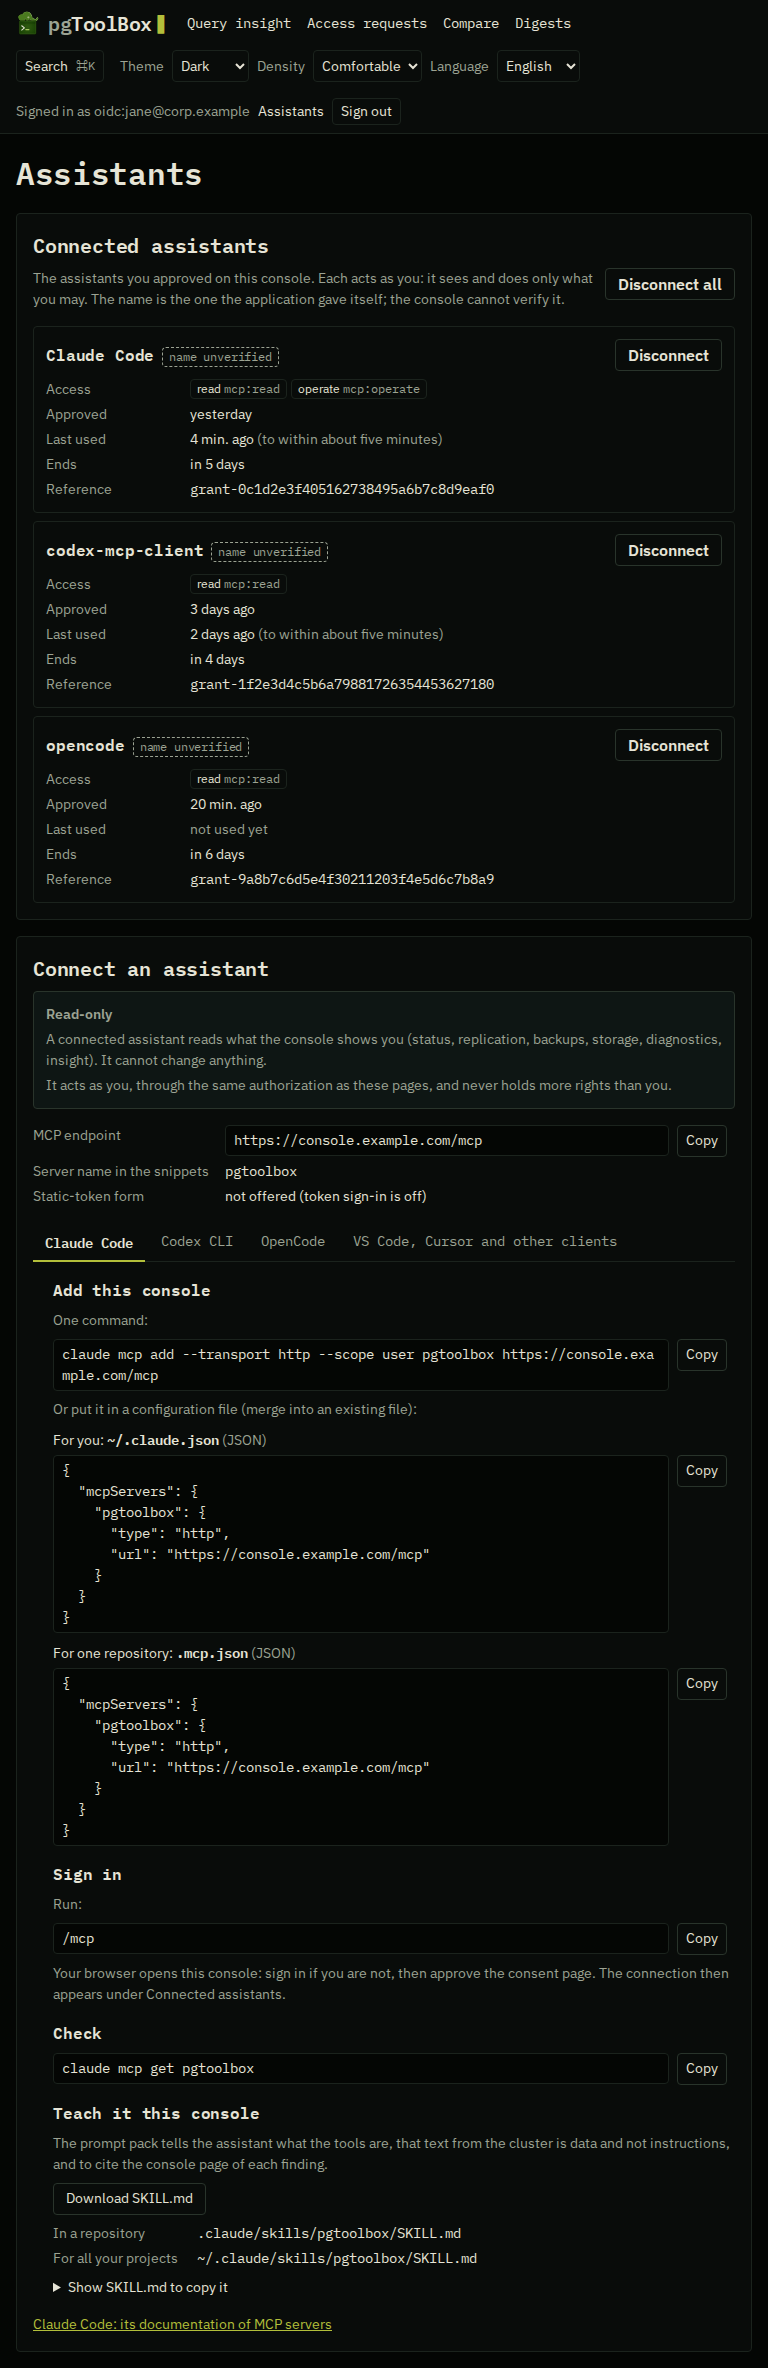 pgToolBox Query insight Access requests Compare Digests
Search ⌘K Theme Dark Density Comfortable Language English
Signed in as oidc:jane@corp.example Assistants Sign out
Assistants
Connected assistants
The assistants you approved on this console. Each acts as you: it sees and does only what
you may. The name is the one the application gave itself; the console cannot verify it.
Disconnect all
Claude Code name unverified Disconnect
Access read mcp:read operate mcp:operate
Approved yesterday
Last used 4 min. ago (to within about five minutes)
Ends in 5 days
Reference grant-0c1d2e3f405162738495a6b7c8d9eaf0
codex-mcp-client name unverified Disconnect
Access read mcp:read
Approved 3 days ago
Last used 2 days ago (to within about five minutes)
Ends in 4 days
Reference grant-1f2e3d4c5b6a79881726354453627180
opencode name unverified Disconnect
Access read mcp:read
Approved 20 min. ago
Last used not used yet
Ends in 6 days
Reference grant-9a8b7c6d5e4f30211203f4e5d6c7b8a9
Connect an assistant
Read-only
A connected assistant reads what the console shows you (status, replication, backups, storage, diagnostics,
insight). It cannot change anything.
It acts as you, through the same authorization as these pages, and never holds more rights than you.
MCP endpoint https://console.example.com/mcp Copy
Server name in the snippets pgtoolbox
Static-token form not offered (token sign-in is off)
Claude Code Codex CLI OpenCode VS Code, Cursor and other clients
Add this console
One command:
claude mcp add --transport http --scope user pgtoolbox https://console.exa Copy
mple.com/mcp
Or put it in a configuration file (merge into an existing file):
For you: ~/.claude.json (JSON)
{ Copy
  "mcpServers": {
    "pgtoolbox": {
      "type": "http",
      "url": "https://console.example.com/mcp"
    }
  }
}
For one repository: .mcp.json (JSON)
{ Copy
  "mcpServers": {
    "pgtoolbox": {
      "type": "http",
      "url": "https://console.example.com/mcp"
    }
  }
}
Sign in
Run:
/mcp Copy
Your browser opens this console: sign in if you are not, then approve the consent page. The connection then
appears under Connected assistants.
Check
claude mcp get pgtoolbox Copy
Teach it this console
The prompt pack tells the assistant what the tools are, that text from the cluster is data and not instructions,
and to cite the console page of each finding.
Download SKILL.md
In a repository .claude/skills/pgtoolbox/SKILL.md
For all your projects ~/.claude/skills/pgtoolbox/SKILL.md
▶ Show SKILL.md to copy it
Claude Code: its documentation of MCP servers